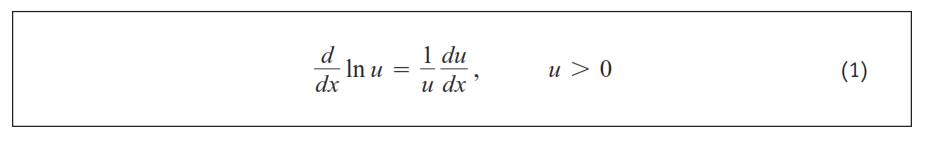 d/dx ln u = 1/u du/dx, u > 0 (1)